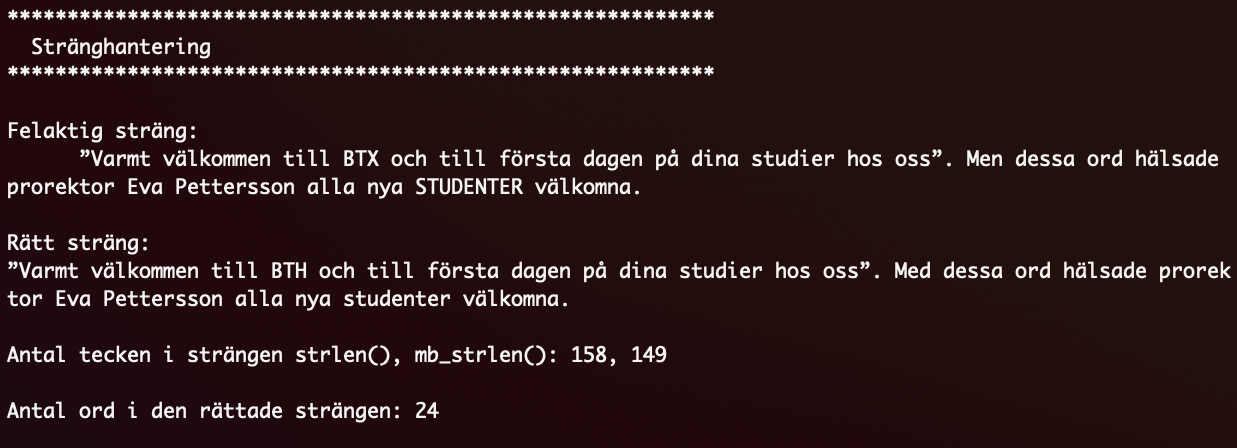 ***********************************************************
  Stränghantering
***********************************************************

Felaktig sträng:
      ”Varmt välkommen till BTX och till första dagen på dina studier hos oss”. Men dessa ord hälsade
prorektor Eva Pettersson alla nya STUDENTER välkomna.

Rätt sträng:
”Varmt välkommen till BTH och till första dagen på dina studier hos oss”. Med dessa ord hälsade prorek
tor Eva Pettersson alla nya studenter välkomna.

Antal tecken i strängen strlen(), mb_strlen(): 158, 149

Antal ord i den rättade strängen: 24